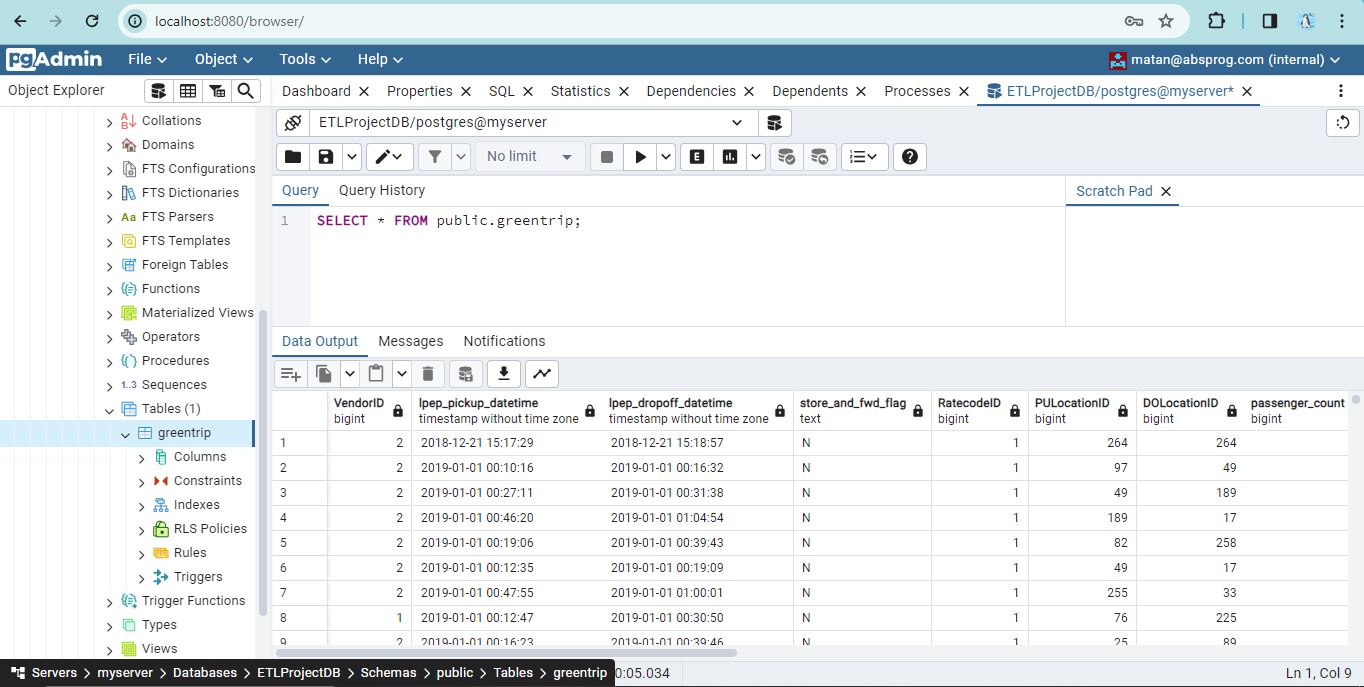 localhost:8080/browser/
pgAdmin File Object Tools Help matan@absprog.com (internal)
Object Explorer
Dashboard Properties SQL Statistics Dependencies Dependents Processes ETLProjectDB/postgres@myserver*
Collations
Domains
FTS Configurations
FTS Dictionaries
Aa FTS Parsers
FTS Templates
Foreign Tables
Functions
Materialized Views
Operators
Procedures
1..3 Sequences
Tables (1)
greentrip
Columns
Constraints
Indexes
RLS Policies
Rules
Triggers
Trigger Functions
Types
Views
ETLProjectDB/postgres@myserver
No limit E
Query Query History
Scratch Pad
1 SELECT * FROM public.greentrip;
Data Output Messages Notifications
VendorID lpep_pickup_datetime lpep_dropoff_datetime store_and_fwd_flag RatecodeID PULocationID DOLocationID passenger_count
bigint timestamp without time zone timestamp without time zone text bigint bigint bigint bigint
1 2 2018-12-21 15:17:29 2018-12-21 15:18:57 N 1 264 264
2 2 2019-01-01 00:10:16 2019-01-01 00:16:32 N 1 97 49
3 2 2019-01-01 00:27:11 2019-01-01 00:31:38 N 1 49 189
4 2 2019-01-01 00:46:20 2019-01-01 01:04:54 N 1 189 17
5 2 2019-01-01 00:19:06 2019-01-01 00:39:43 N 1 82 258
6 2 2019-01-01 00:12:35 2019-01-01 00:19:09 N 1 49 17
7 2 2019-01-01 00:47:55 2019-01-01 01:00:01 N 1 255 33
8 1 2019-01-01 00:12:47 2019-01-01 00:30:50 N 1 76 225
9 2 2019-01-01 00:16:23 2019-01-01 00:39:46 N 1 25 89
Servers > myserver > Databases > ETLProjectDB > Schemas > public > Tables > greentrip 0:05.034 Ln 1, Col 9